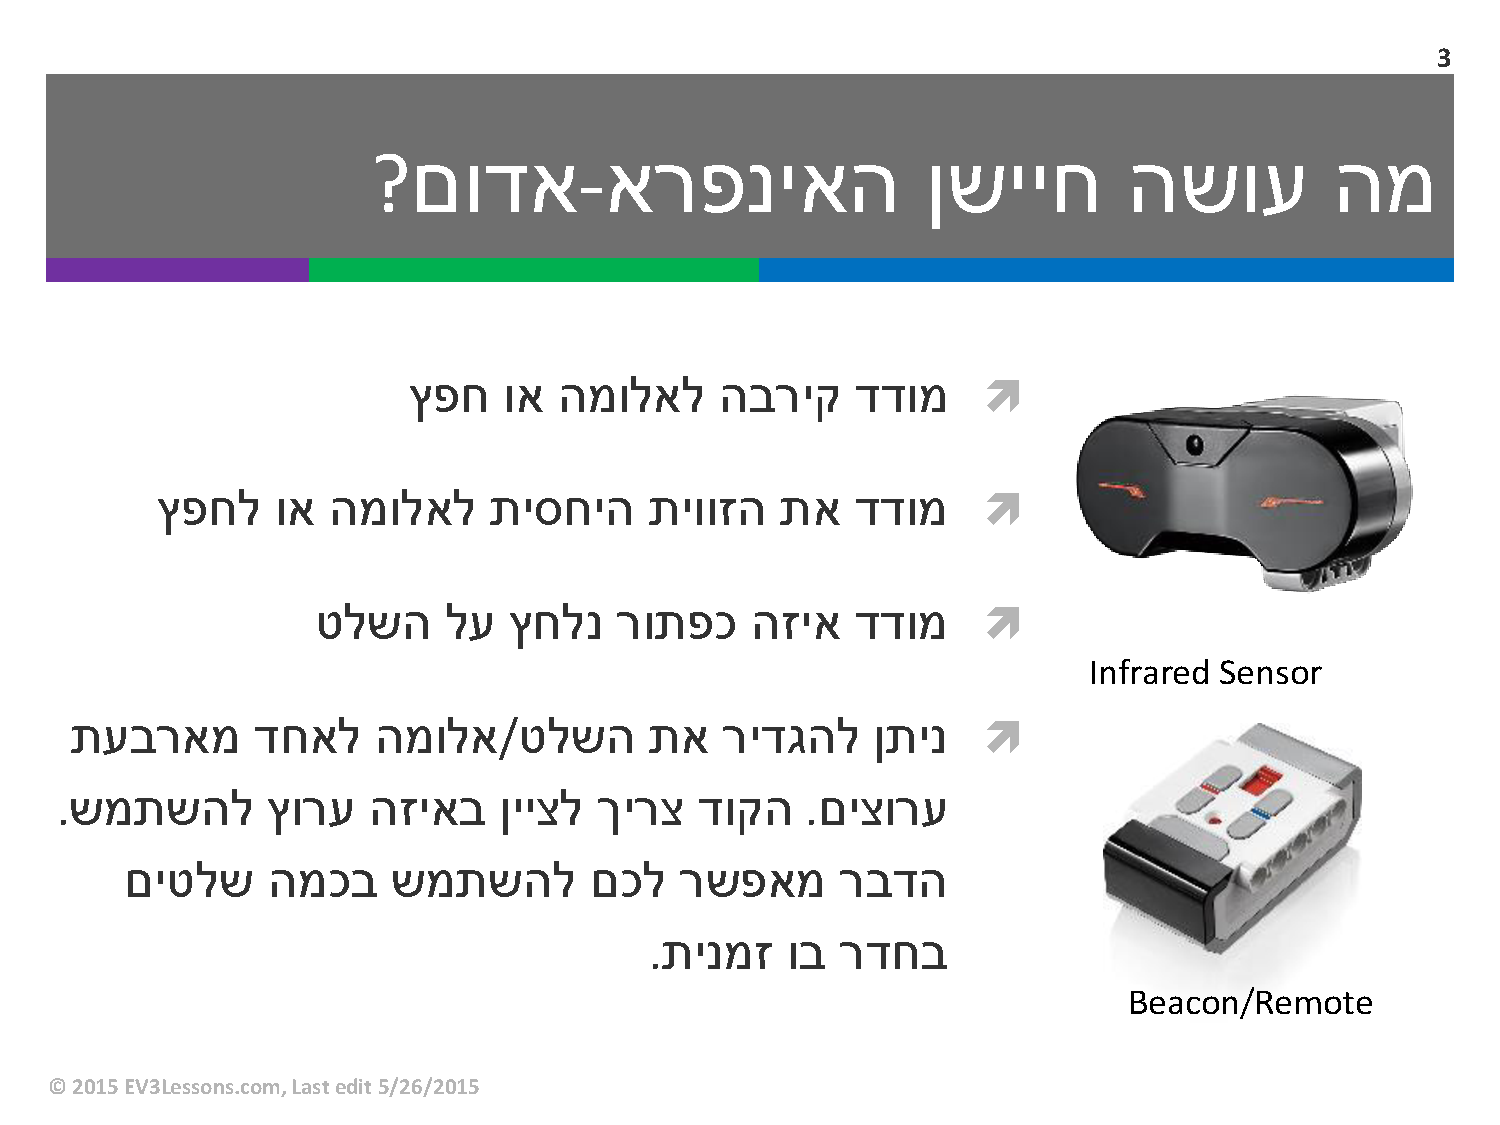 3
מה עושה חיישן האינפרא-אדום?
מודד קירבה לאלומה או חפץ
מודד את הזווית היחסית לאלומה או לחפץ
מודד איזה כפתור נלחץ על השלט
ניתן להגדיר את השלט/אלומה לאחד מארבעת
ערוצים. הקוד צריך לציין באיזה ערוץ להשתמש.
הדבר מאפשר לכם להשתמש בכמה שלטים
בחדר בו זמנית.
Infrared Sensor
Beacon/Remote
© 2015 EV3Lessons.com, Last edit 5/26/2015